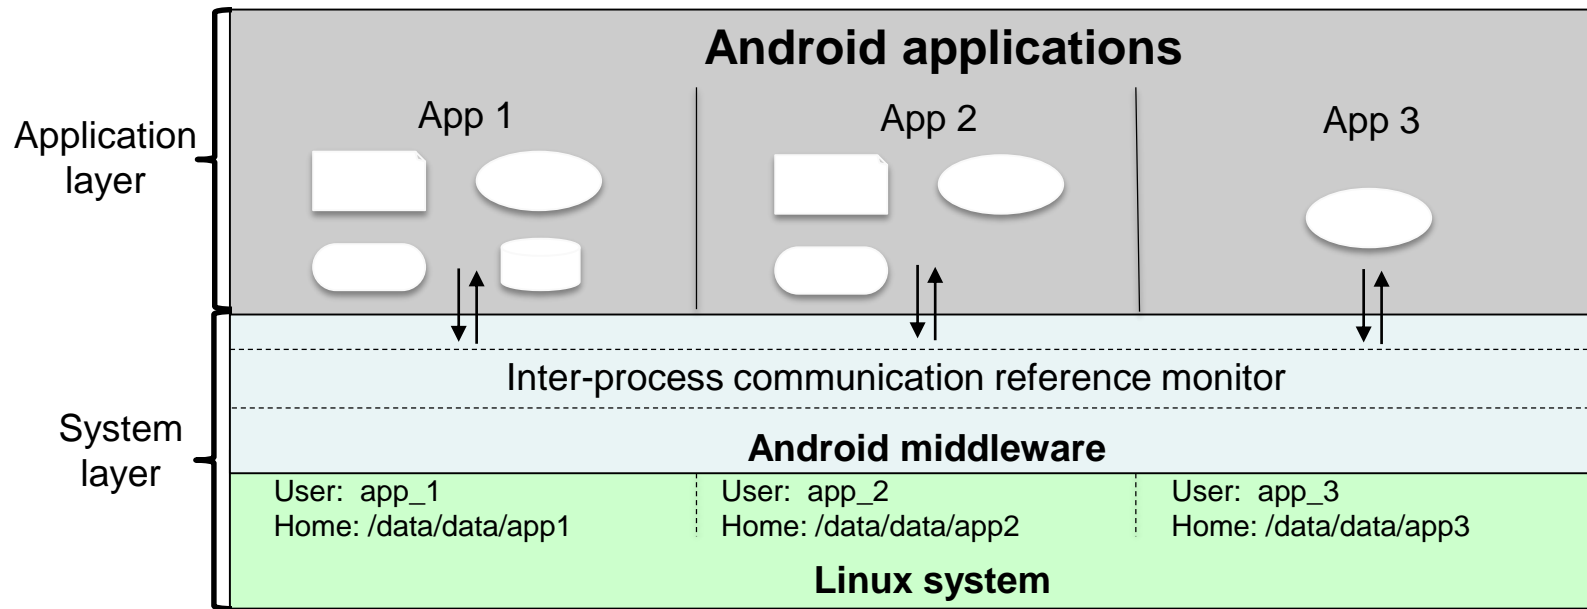 Android applications
Application
layer
App 1
App 2
App 3
Inter-process communication reference monitor
System
layer
Android middleware
User: app_1
Home: /data/data/app1
User: app_2
Home: /data/data/app2
User: app_3
Home: /data/data/app3
Linux system